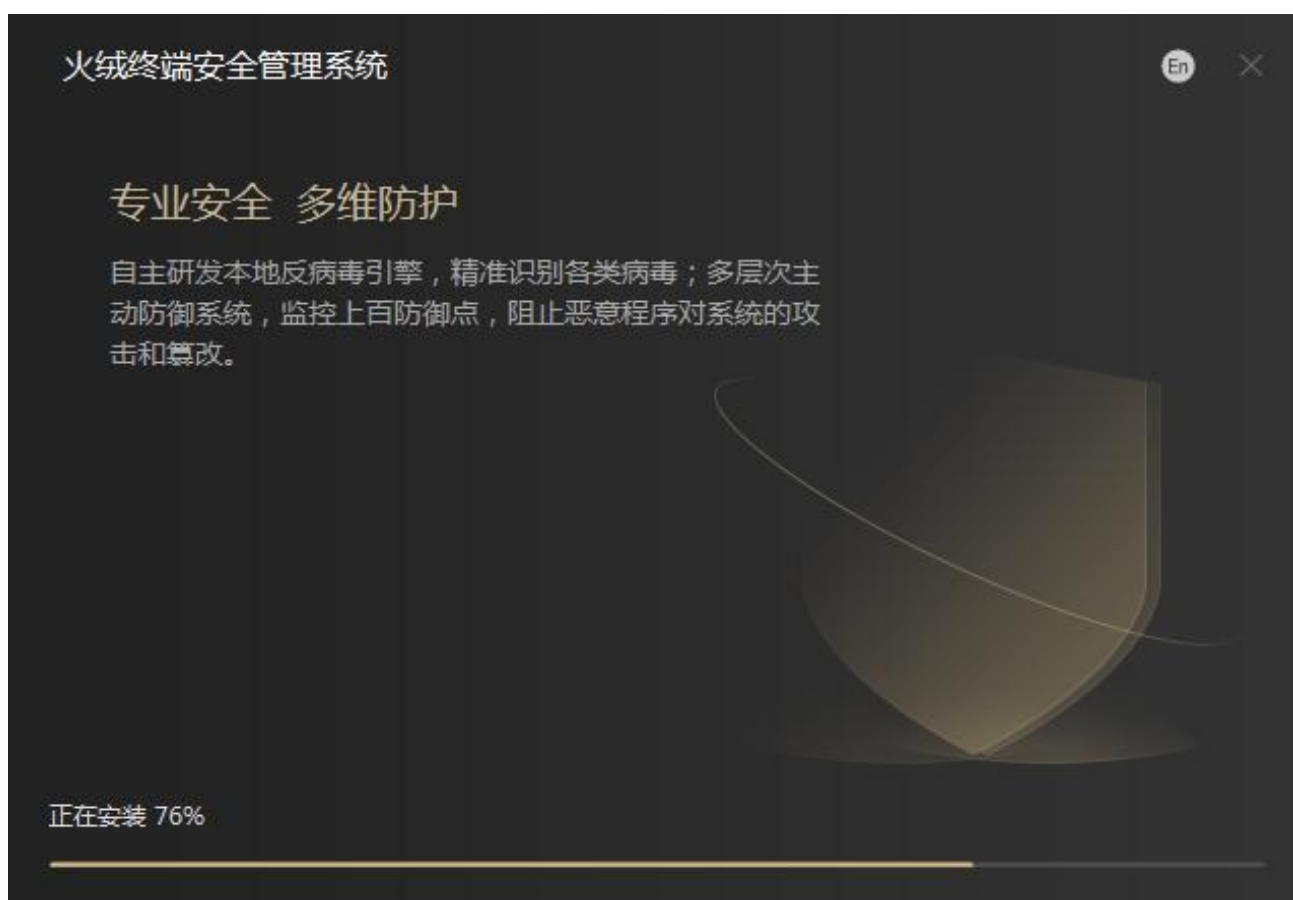 火绒终端安全管理系统
En
专业安全 多维防护
自主研发本地反病毒引擎，精准识别各类病毒；多层次主
动防御系统，监控上百防御点，阻止恶意程序对系统的攻
击和篡改。
正在安装 76%